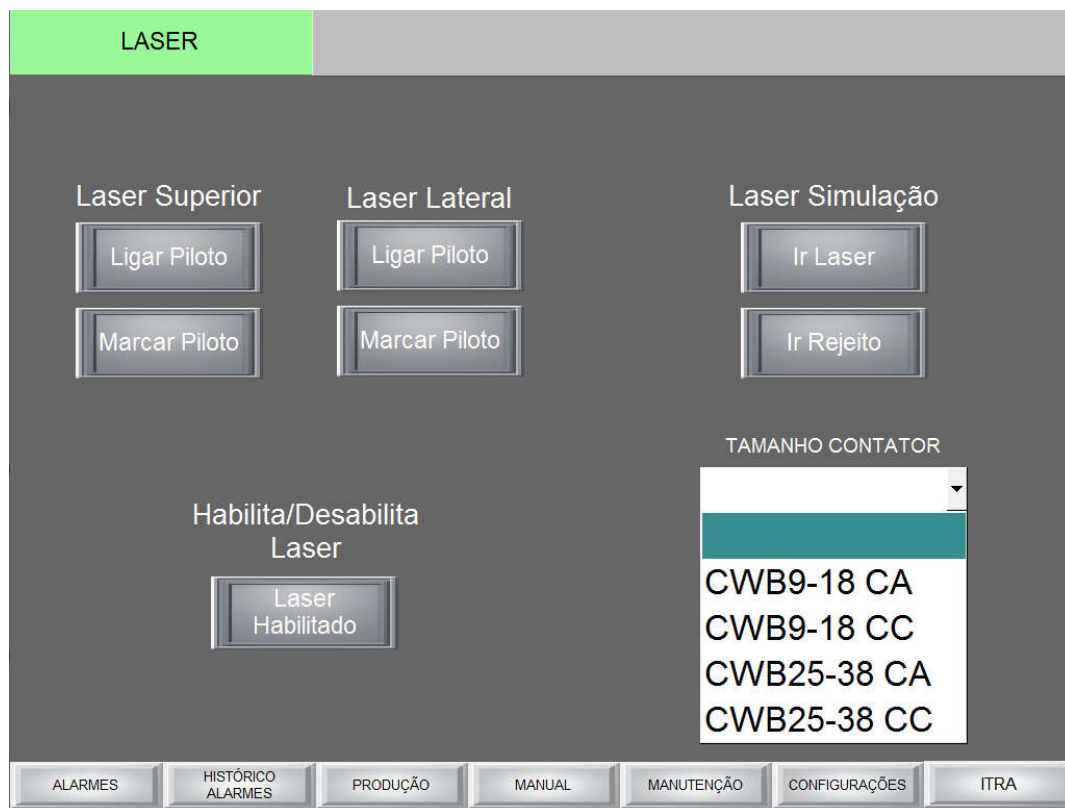 LASER
Laser Superior
Laser Lateral
Laser Simulação
Ligar Piloto
Ligar Piloto
Ir Laser
Marcar Piloto
Marcar Piloto
Ir Rejeito
TAMANHO CONTATOR
Habilita/Desabilita
Laser
Laser
Habilitado
CWB9-18 CA
CWB9-18 CC
CWB25-38 CA
CWB25-38 CC
ALARMES
HISTÓRICO
ALARMES
PRODUÇÃO
MANUAL
MANUTENÇÃO
CONFIGURAÇÕES
ITRA